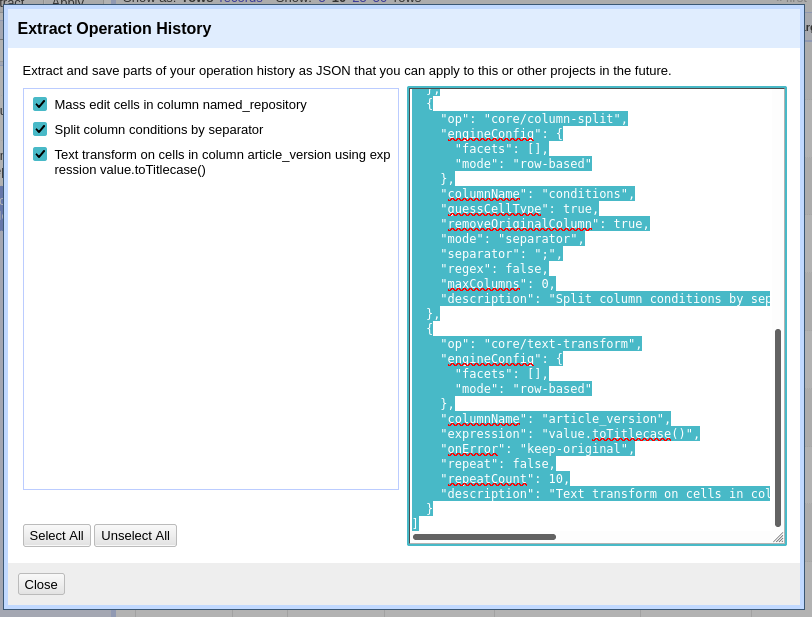 Extract Operation History
Extract and save parts of your operation history as JSON that you can apply to this or other projects in the future.
Mass edit cells in column named_repository
Split column conditions by separator
Text transform on cells in column article_version using exp
ression value.toTitlecase()
},
{
"op": "core/column-split",
"engineConfig": {
"facets": [],
"mode": "row-based"
},
"columnName": "conditions",
"guessCellType": true,
"removeOriginalColumn": true,
"mode": "separator",
"separator": ";",
"regex": false,
"maxColumns": 0,
"description": "Split column conditions by sep
},
{
"op": "core/text-transform",
"engineConfig": {
"facets": [],
"mode": "row-based"
},
"columnName": "article_version",
"expression": "value.toTitlecase()",
"onError": "keep-original",
"repeat": false,
"repeatCount": 10,
"description": "Text transform on cells in col
}
]
Select All
Unselect All
Close